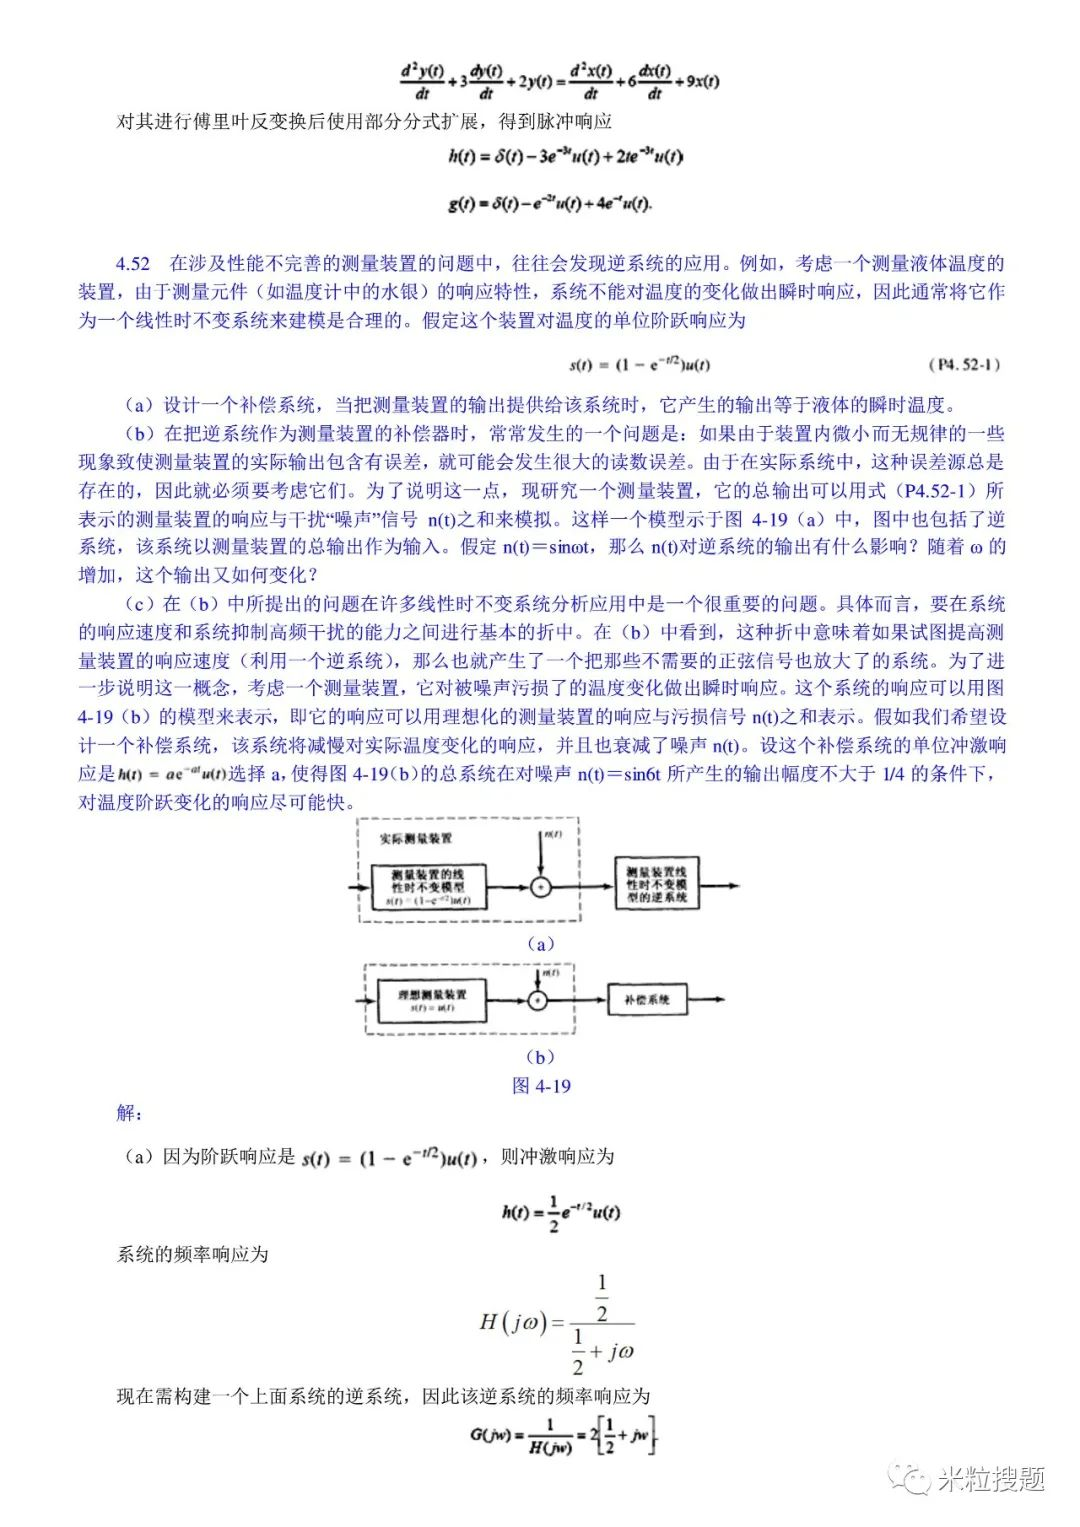 d²y(t)/dt + 3 dy(t)/dt + 2y(t) = d²x(t)/dt + 6 dx(t)/dt + 9x(t)
对其进行傅里叶反变换后使用部分分式扩展，得到脉冲响应
h(t) = δ(t) − 3e^{−3t}u(t) + 2te^{−3t}u(t)
g(t) = δ(t) − e^{−2t}u(t) + 4e^{−t}u(t).
4.52 在涉及性能不完善的测量装置的问题中，往往会发现逆系统的应用。例如，考虑一个测量液体温度的
装置，由于测量元件（如温度计中的水银）的响应特性，系统不能对温度的变化做出瞬时响应，因此通常将它作
为一个线性时不变系统来建模是合理的。假定这个装置对温度的单位阶跃响应为
s(t) = (1 − e^{−t/2})u(t) （P4.52-1）
（a）设计一个补偿系统，当把测量装置的输出提供给该系统时，它产生的输出等于液体的瞬时温度。
（b）在把逆系统作为测量装置的补偿器时，常常发生的一个问题是：如果由于装置内微小而无规律的一些
现象致使测量装置的实际输出包含有误差，就可能会发生很大的读数误差。由于在实际系统中，这种误差源总是
存在的，因此就必须要考虑它们。为了说明这一点，现研究一个测量装置，它的总输出可以用式（P4.52-1）所
表示的测量装置的响应与干扰“噪声”信号 n(t)之和来模拟。这样一个模型示于图 4-19（a）中，图中也包括了逆
系统，该系统以测量装置的总输出作为输入。假定 n(t)＝sinωt，那么 n(t)对逆系统的输出有什么影响？随着 ω 的
增加，这个输出又如何变化？
（c）在（b）中所提出的问题在许多线性时不变系统分析应用中是一个很重要的问题。具体而言，要在系统
的响应速度和系统抑制高频干扰的能力之间进行基本的折中。在（b）中看到，这种折中意味着如果试图提高测
量装置的响应速度（利用一个逆系统），那么也就产生了一个把那些不需要的正弦信号也放大了的系统。为了进
一步说明这一概念，考虑一个测量装置，它对被噪声污损了的温度变化做出瞬时响应。这个系统的响应可以用图
4-19（b）的模型来表示，即它的响应可以用理想化的测量装置的响应与污损信号 n(t)之和表示。假如我们希望设
计一个补偿系统，该系统将减慢对实际温度变化的响应，并且也衰减了噪声 n(t)。设这个补偿系统的单位冲激响
应是 h(t) = ae^{−at}u(t)选择 a，使得图 4-19（b）的总系统在对噪声 n(t)＝sin6t 所产生的输出幅度不大于 1/4 的条件下，
对温度阶跃变化的响应尽可能快。
实际测量装置
n(t)
测量装置的线
性时不变模型
s(t) = (1−e^{−t/2})u(t)
+
测量装置线
性时不变模
型的逆系统
（a）
n(t)
理想测量装置
s(t) = u(t)
+
补偿系统
（b）
图 4-19
解：
（a）因为阶跃响应是 s(t) = (1 − e^{−t/2})u(t)，则冲激响应为
h(t) = 1/2 e^{−t/2}u(t)
系统的频率响应为
H(jω) = (1/2)/(1/2 + jω)
现在需构建一个上面系统的逆系统，因此该逆系统的频率响应为
G(jw) = 1/H(jw) = 2[1/2 + jw].
米粒搜题